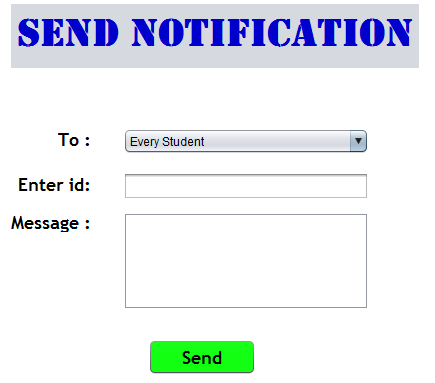 SEND NOTIFICATION
To : Every Student
Enter id:
Message :
Send